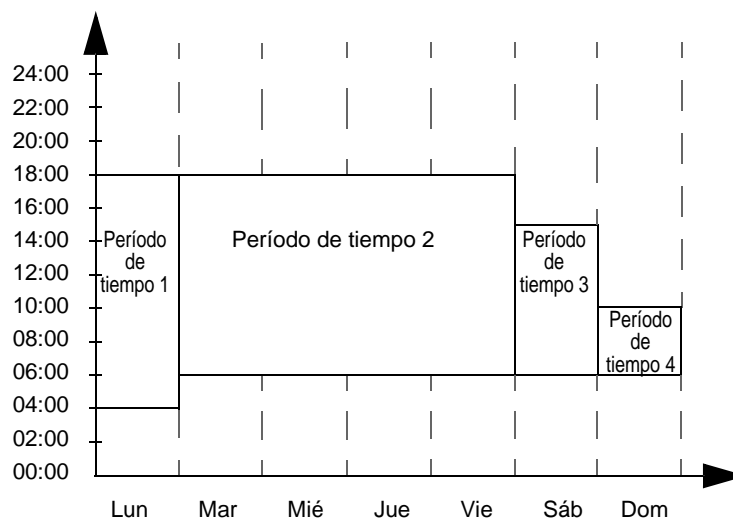 24:00
22:00
20:00
18:00
16:00
14:00
12:00
10:00
08:00
06:00
04:00
02:00
00:00
Período
de
tiempo 1
Período de tiempo 2
Período
de
tiempo 3
Período
de
tiempo 4
Lun Mar Mié Jue Vie Sáb Dom